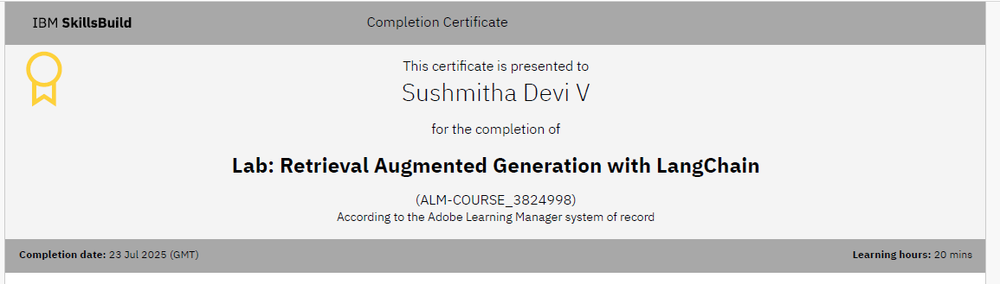 IBM SkillsBuild
Completion Certificate
This certificate is presented to
Sushmitha Devi V
for the completion of
Lab: Retrieval Augmented Generation with LangChain
(ALM-COURSE_3824998)
According to the Adobe Learning Manager system of record
Completion date: 23 Jul 2025 (GMT)
Learning hours: 20 mins